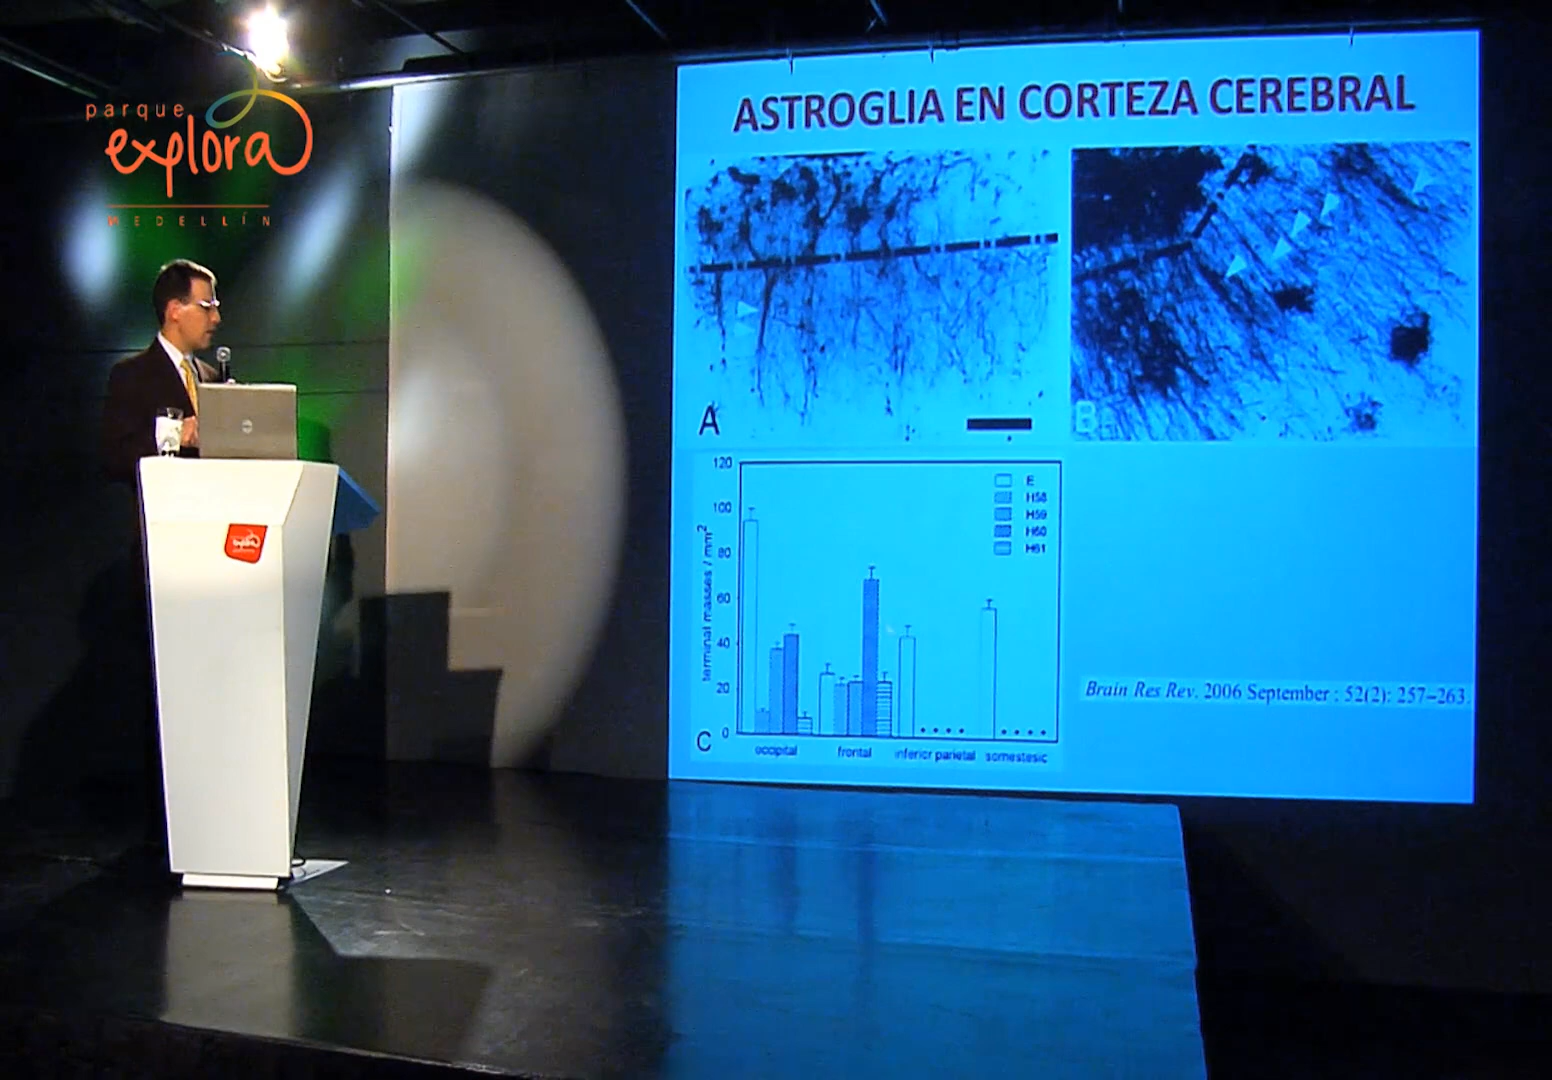 parque
explora
MEDELLÍN
ASTROGLIA EN CORTEZA CEREBRAL
A
B
120
100
80
60
40
20
0
terminal masses / mm²
E
H58
H59
H60
H61
C
occipital frontal inferior parietal somestesic
Brain Res Rev. 2006 September ; 52(2): 257–263.
explora